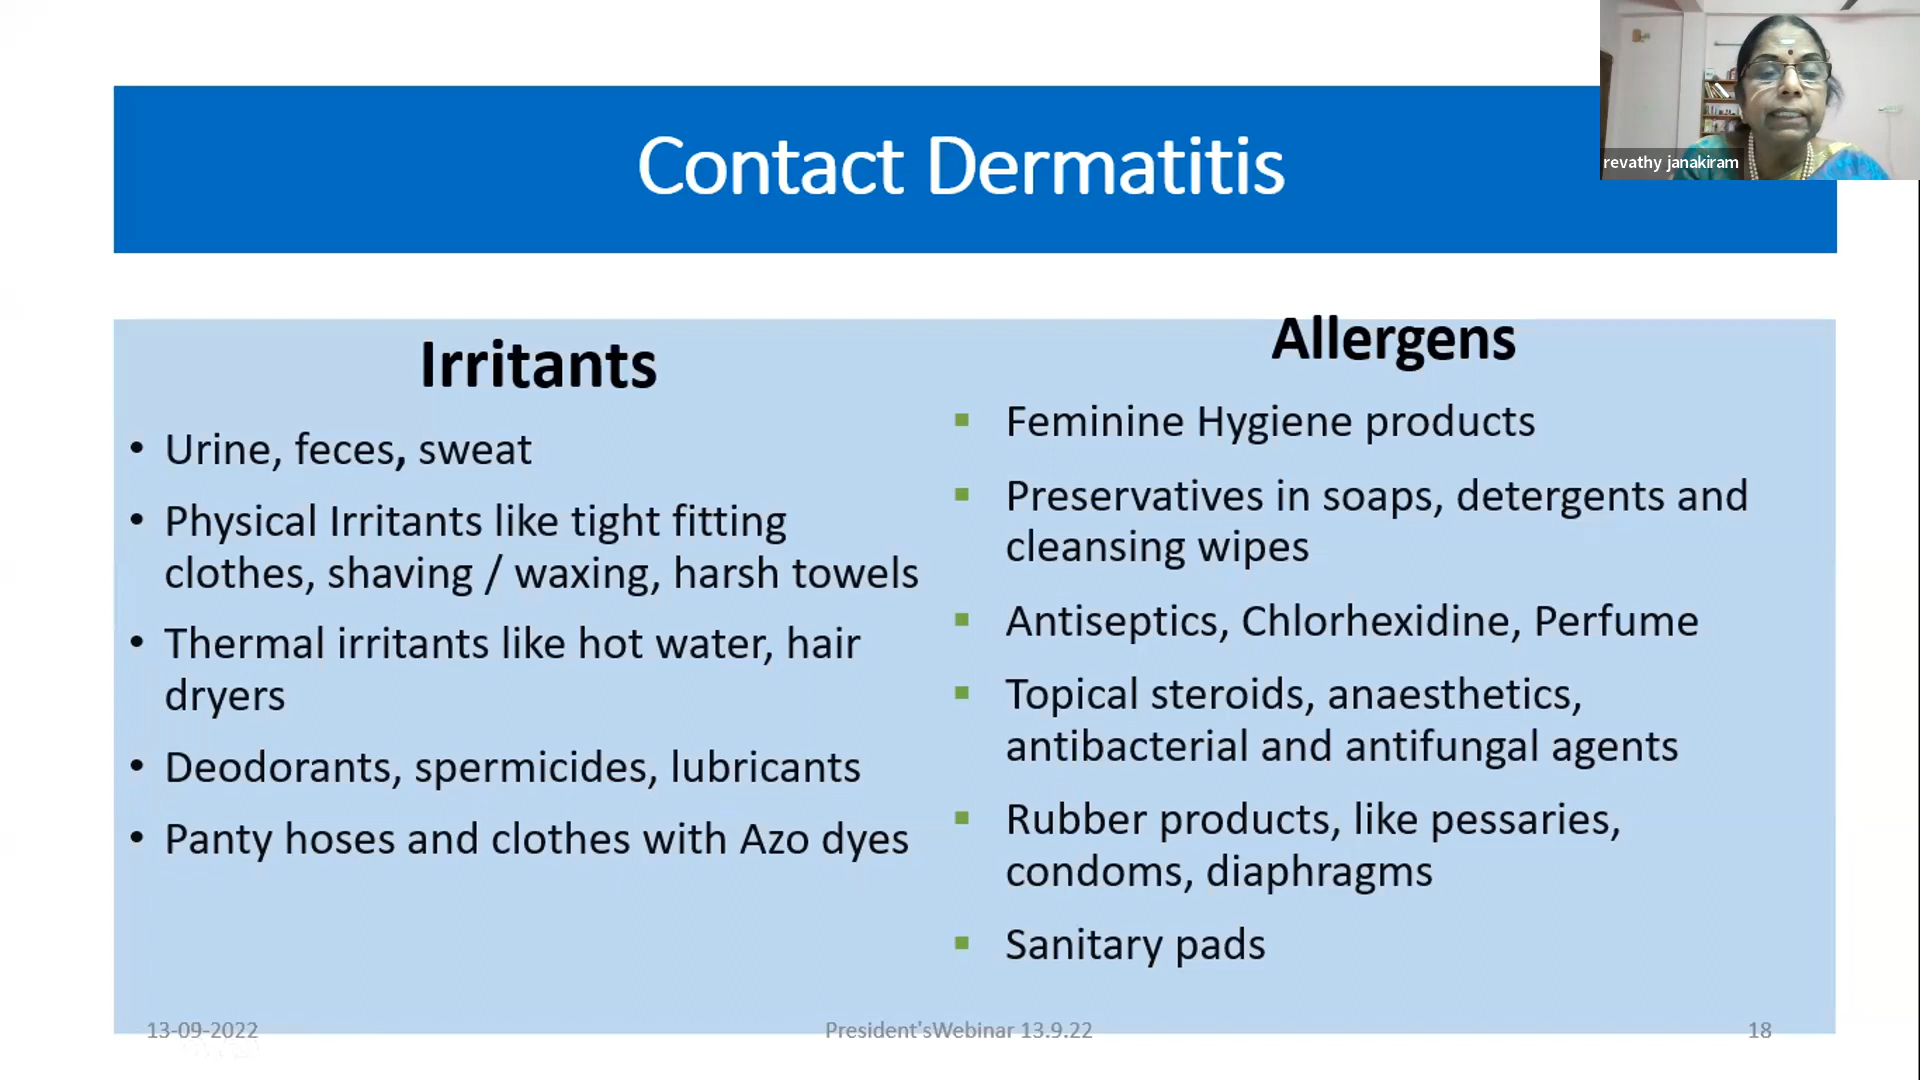 Contact Dermatitis
revathy janakiram
Irritants
• Urine, feces, sweat
• Physical Irritants like tight fitting
clothes, shaving / waxing, harsh towels
• Thermal irritants like hot water, hair
dryers
• Deodorants, spermicides, lubricants
• Panty hoses and clothes with Azo dyes
Allergens
▪ Feminine Hygiene products
▪ Preservatives in soaps, detergents and
cleansing wipes
▪ Antiseptics, Chlorhexidine, Perfume
▪ Topical steroids, anaesthetics,
antibacterial and antifungal agents
▪ Rubber products, like pessaries,
condoms, diaphragms
▪ Sanitary pads
13-09-2022
President'sWebinar 13.9.22
18